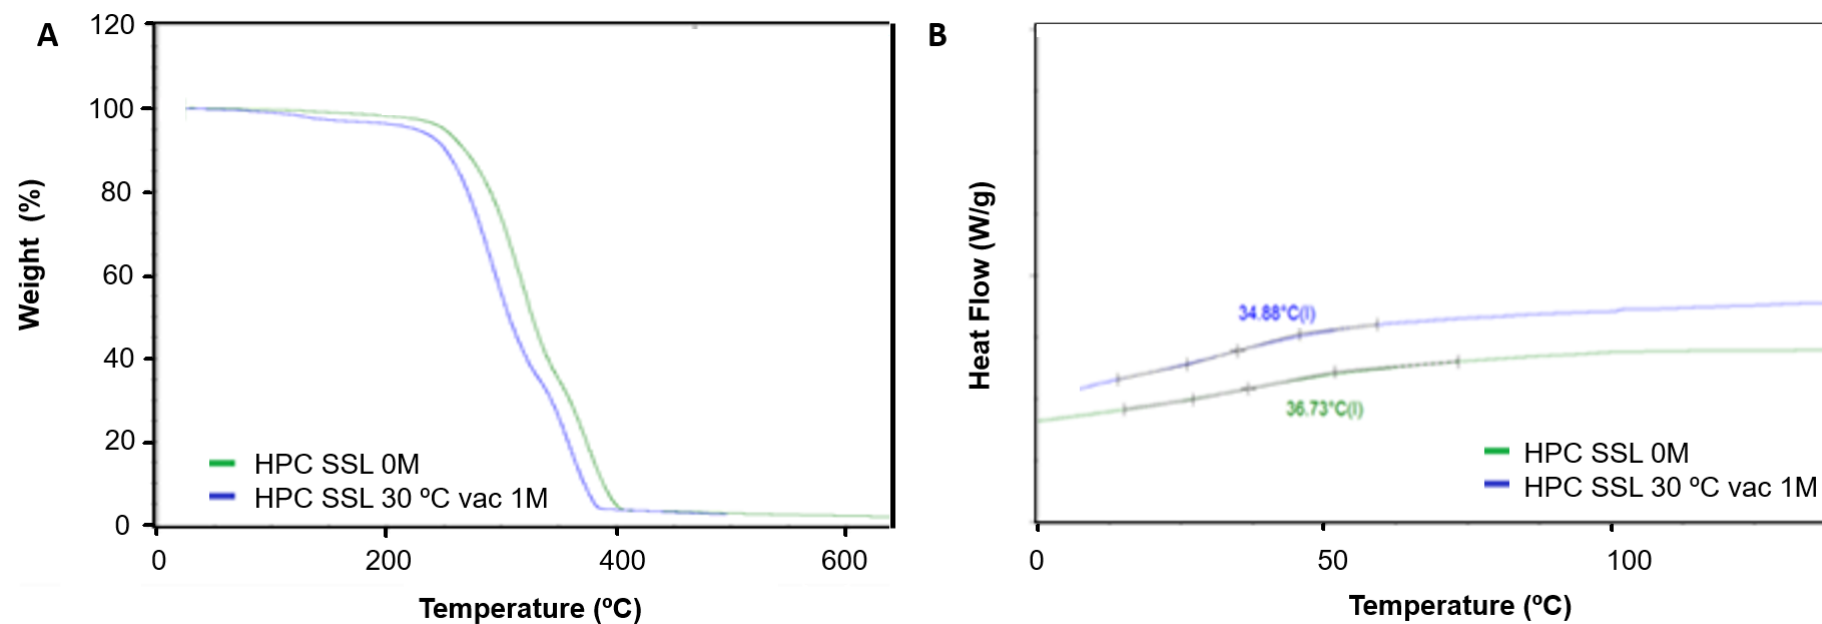 A
120
100
80
60
40
20
0
Weight (%)
HPC SSL 0M
HPC SSL 30 ºC vac 1M
0
200
400
600
Temperature (ºC)
B
Heat Flow (W/g)
34.88°C(I)
36.73°C(I)
HPC SSL 0M
HPC SSL 30 ºC vac 1M
0
50
100
Temperature (ºC)